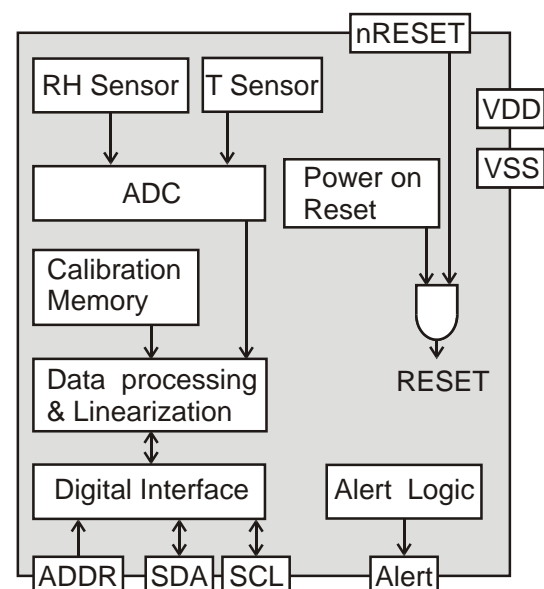 nRESET
RH Sensor
T Sensor
VDD
VSS
ADC
Power on
Reset
Calibration
Memory
Data processing
& Linearization
RESET
Digital Interface
Alert Logic
ADDR
SDA
SCL
Alert